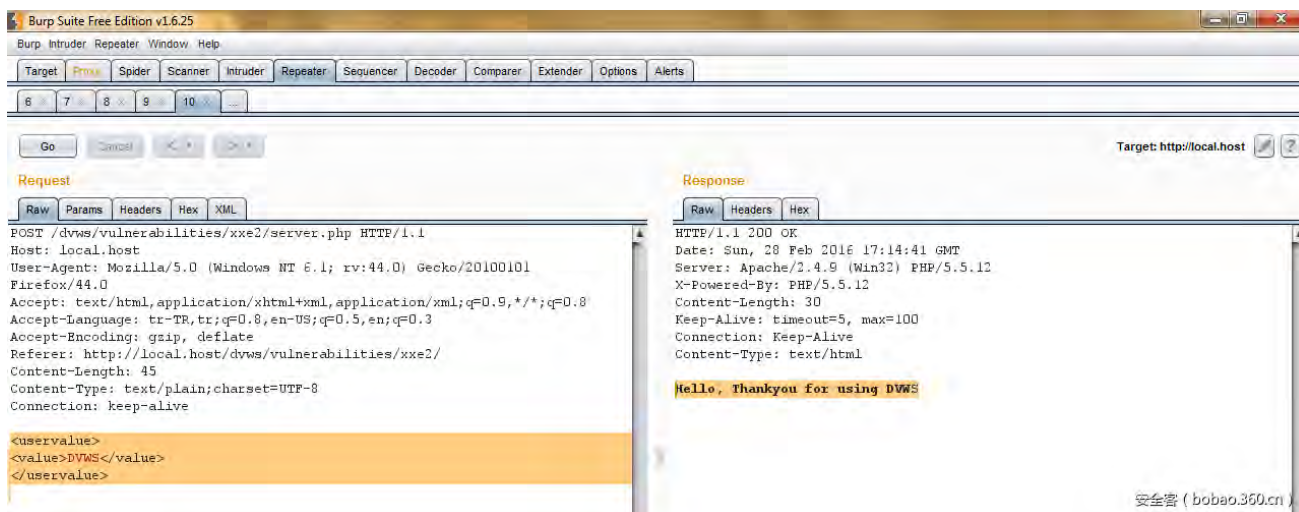 Burp Suite Free Edition v1.6.25
Burp Intruder Repeater Window Help
Target Proxy Spider Scanner Intruder Repeater Sequencer Decoder Comparer Extender Options Alerts
6 × 7 × 8 × 9 × 10 × ...
Go Cancel < > Target: http://local.host ?
Request
Raw Params Headers Hex XML
POST /dvws/vulnerabilities/xxe2/server.php HTTP/1.1
Host: local.host
User-Agent: Mozilla/5.0 (Windows NT 6.1; rv:44.0) Gecko/20100101
Firefox/44.0
Accept: text/html,application/xhtml+xml,application/xml;q=0.9,*/*;q=0.8
Accept-Language: tr-TR,tr;q=0.8,en-US;q=0.5,en;q=0.3
Accept-Encoding: gzip, deflate
Referer: http://local.host/dvws/vulnerabilities/xxe2/
Content-Length: 45
Content-Type: text/plain;charset=UTF-8
Connection: keep-alive
<uservalue>
<value>DVWS</value>
</uservalue>
Response
Raw Headers Hex
HTTP/1.1 200 OK
Date: Sun, 28 Feb 2016 17:14:41 GMT
Server: Apache/2.4.9 (Win32) PHP/5.5.12
X-Powered-By: PHP/5.5.12
Content-Length: 30
Keep-Alive: timeout=5, max=100
Connection: Keep-Alive
Content-Type: text/html
Hello, Thankyou for using DVWS
安全客 ( bobao.360.cn )